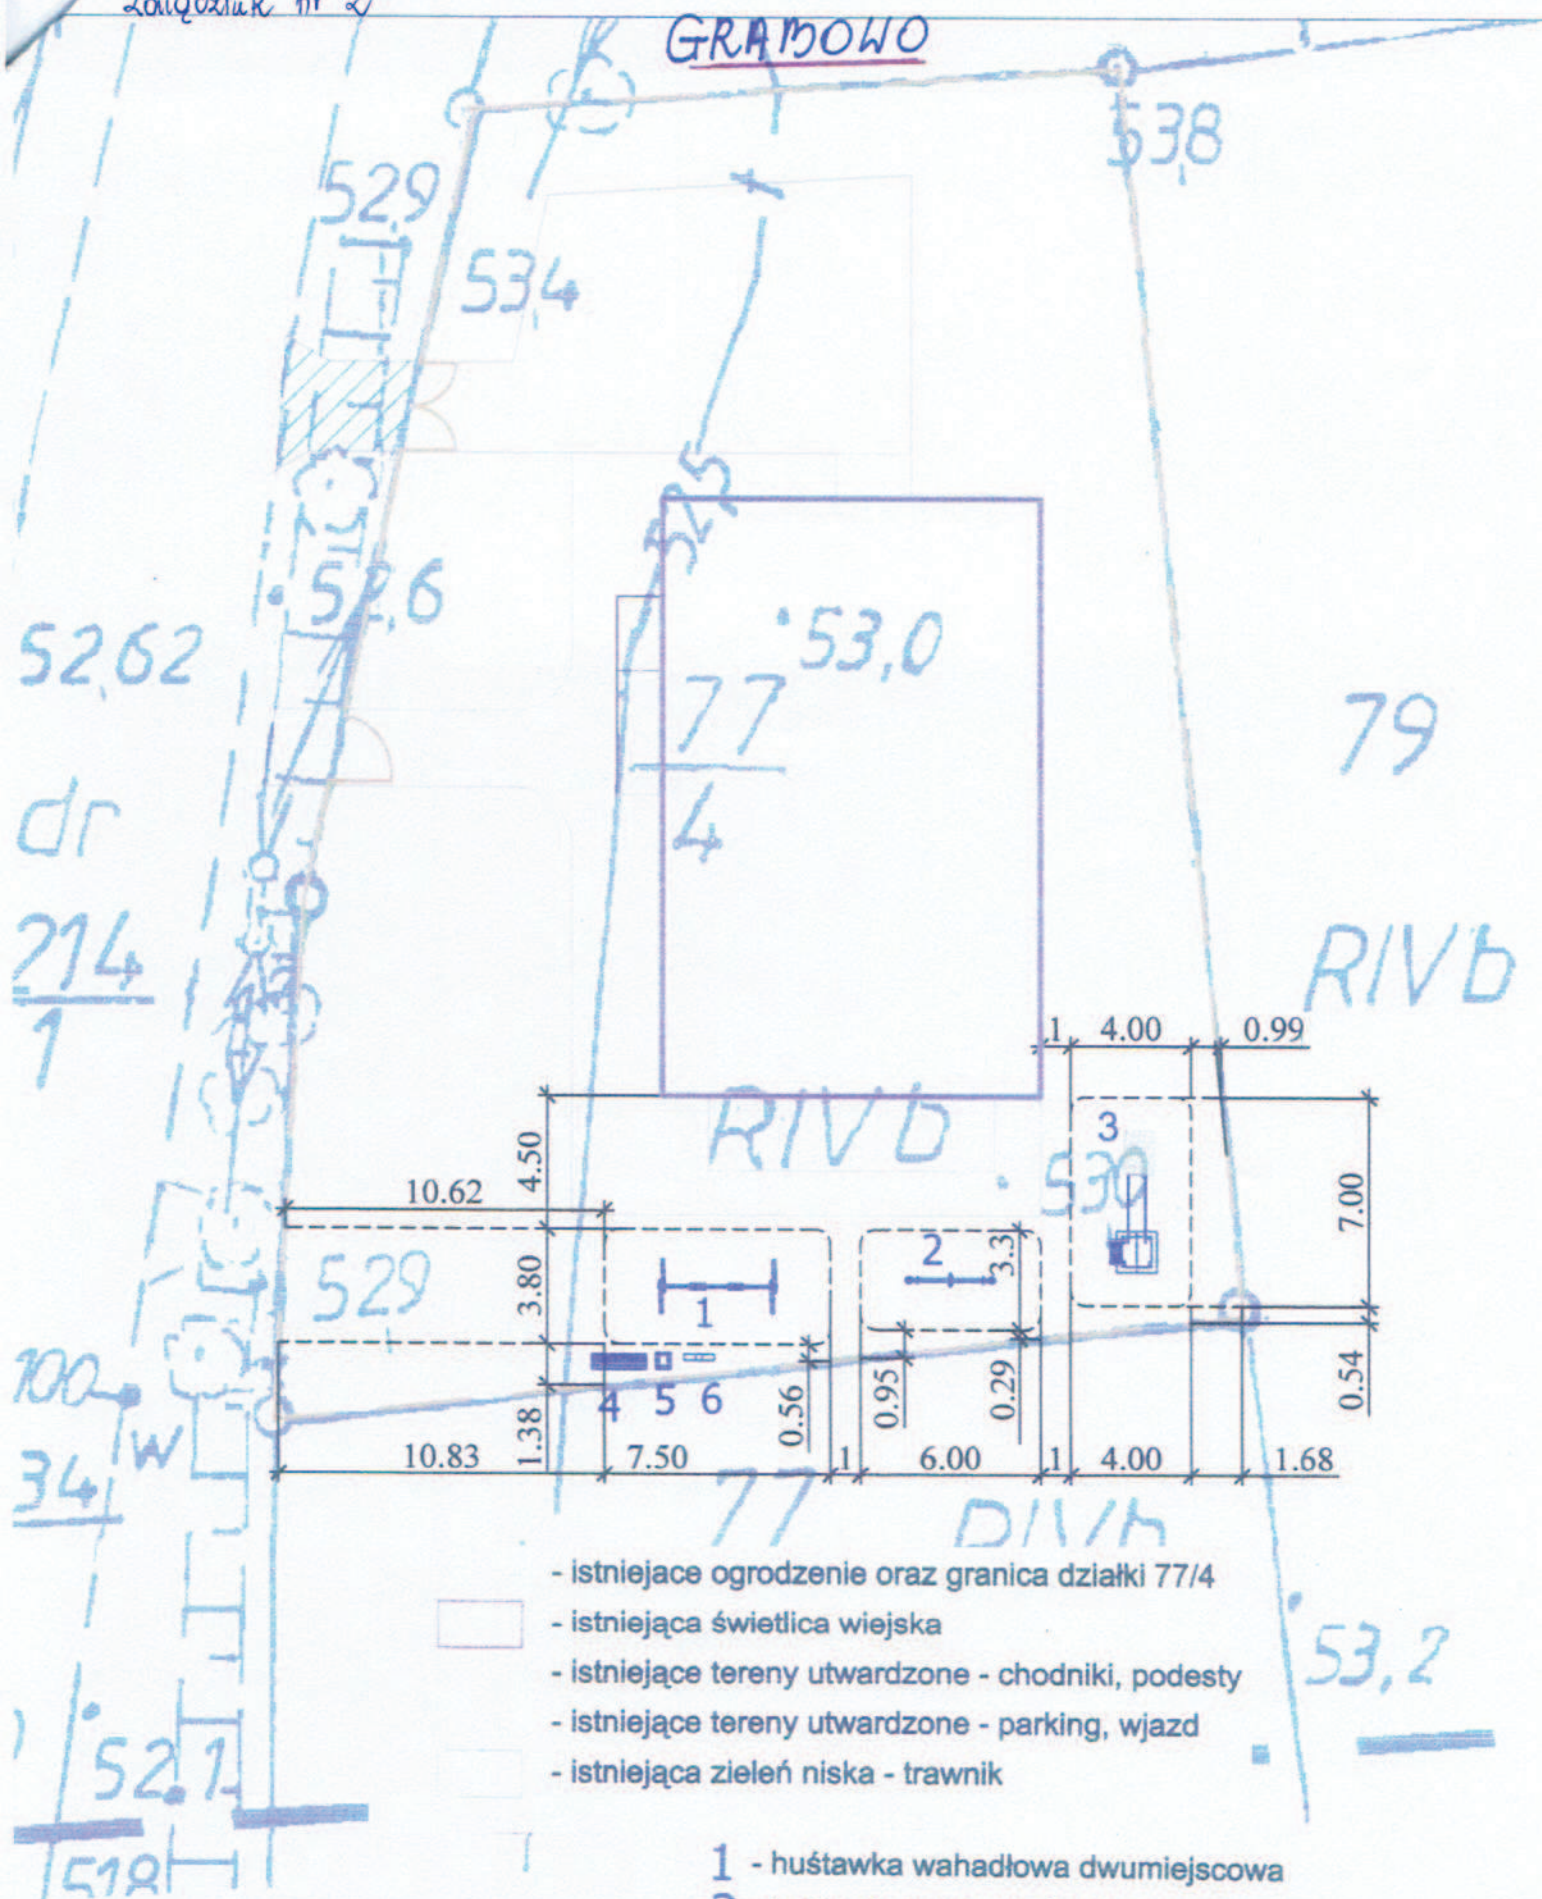 Załącznik nr 2
GRABOWO
538
529
534
525
52,6
53,0
52,62
77
4
79
dr
214
1
RIVb
1 4.00 0.99
RIVb
3
4.50
530
10.62
7.00
2
3.3
529
3.80
1
100
4 5 6
0.56
0.95
0.29
0.54
1.38
W
10.83 7.50 1 6.00 1 4.00 1.68
34
77
- istniejace ogrodzenie oraz granica działki 77/4
- istniejąca świetlica wiejska
- istniejące tereny utwardzone - chodniki, podesty
53,2
- istniejące tereny utwardzone - parking, wjazd
52,1
- istniejąca zieleń niska - trawnik
518
1 - huśtawka wahadłowa dwumiejscowa